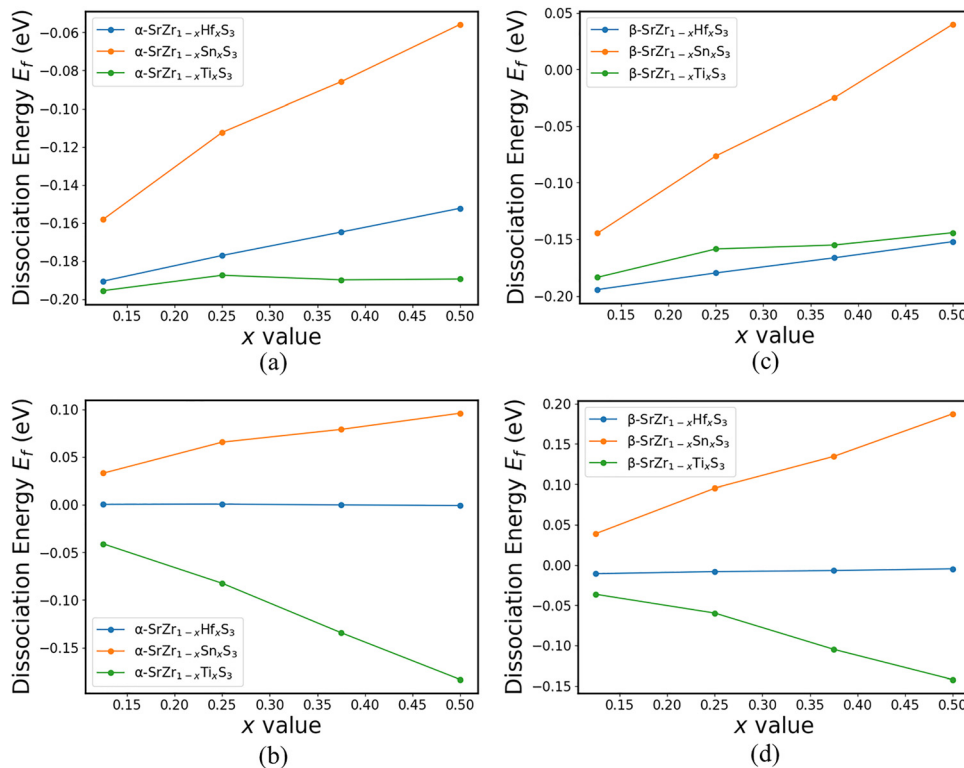 Dissociation Energy E_f (eV)
−0.06
−0.08
−0.10
−0.12
−0.14
−0.16
−0.18
−0.20
α-SrZr₁₋ₓHfₓS₃
α-SrZr₁₋ₓSnₓS₃
α-SrZr₁₋ₓTiₓS₃
0.15 0.20 0.25 0.30 0.35 0.40 0.45 0.50
x value
(a)
Dissociation Energy E_f (eV)
0.05
0.00
−0.05
−0.10
−0.15
−0.20
β-SrZr₁₋ₓHfₓS₃
β-SrZr₁₋ₓSnₓS₃
β-SrZr₁₋ₓTiₓS₃
0.15 0.20 0.25 0.30 0.35 0.40 0.45 0.50
x value
(c)
Dissociation Energy E_f (eV)
0.10
0.05
0.00
−0.05
−0.10
−0.15
α-SrZr₁₋ₓHfₓS₃
α-SrZr₁₋ₓSnₓS₃
α-SrZr₁₋ₓTiₓS₃
0.15 0.20 0.25 0.30 0.35 0.40 0.45 0.50
x value
(b)
Dissociation Energy E_f (eV)
0.20
0.15
0.10
0.05
0.00
−0.05
−0.10
−0.15
β-SrZr₁₋ₓHfₓS₃
β-SrZr₁₋ₓSnₓS₃
β-SrZr₁₋ₓTiₓS₃
0.15 0.20 0.25 0.30 0.35 0.40 0.45 0.50
x value
(d)